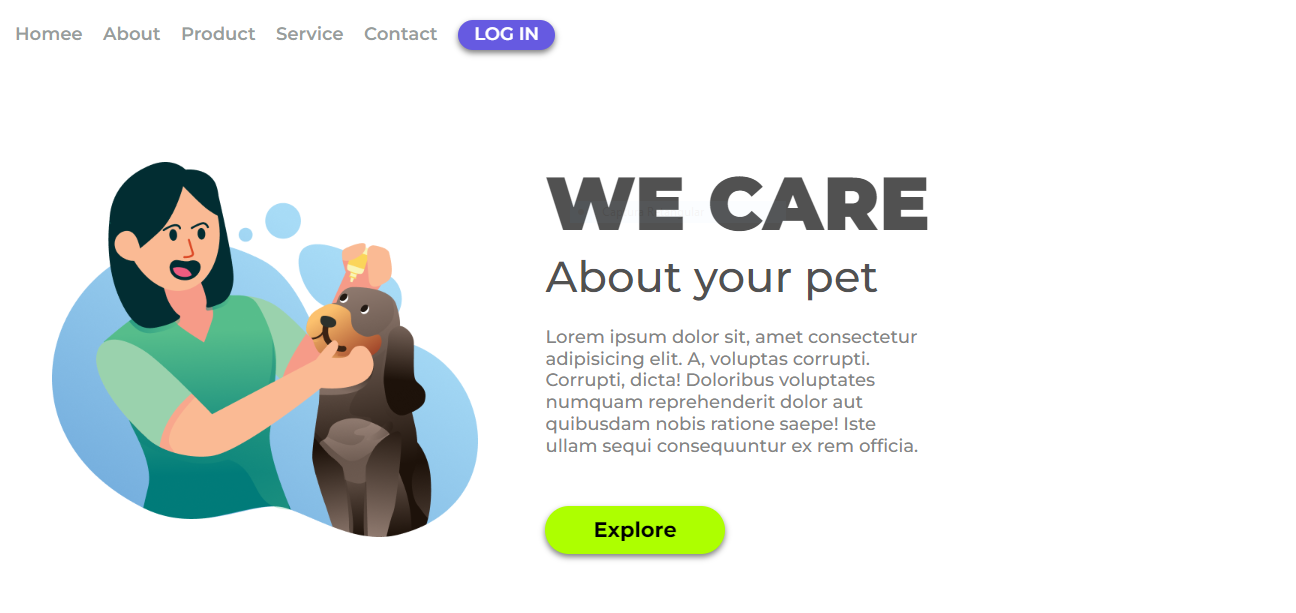 Homee About Product Service Contact LOG IN
WE CARE
About your pet
Lorem ipsum dolor sit, amet consectetur
adipisicing elit. A, voluptas corrupti.
Corrupti, dicta! Doloribus voluptates
numquam reprehenderit dolor aut
quibusdam nobis ratione saepe! Iste
ullam sequi consequuntur ex rem officia.
Explore